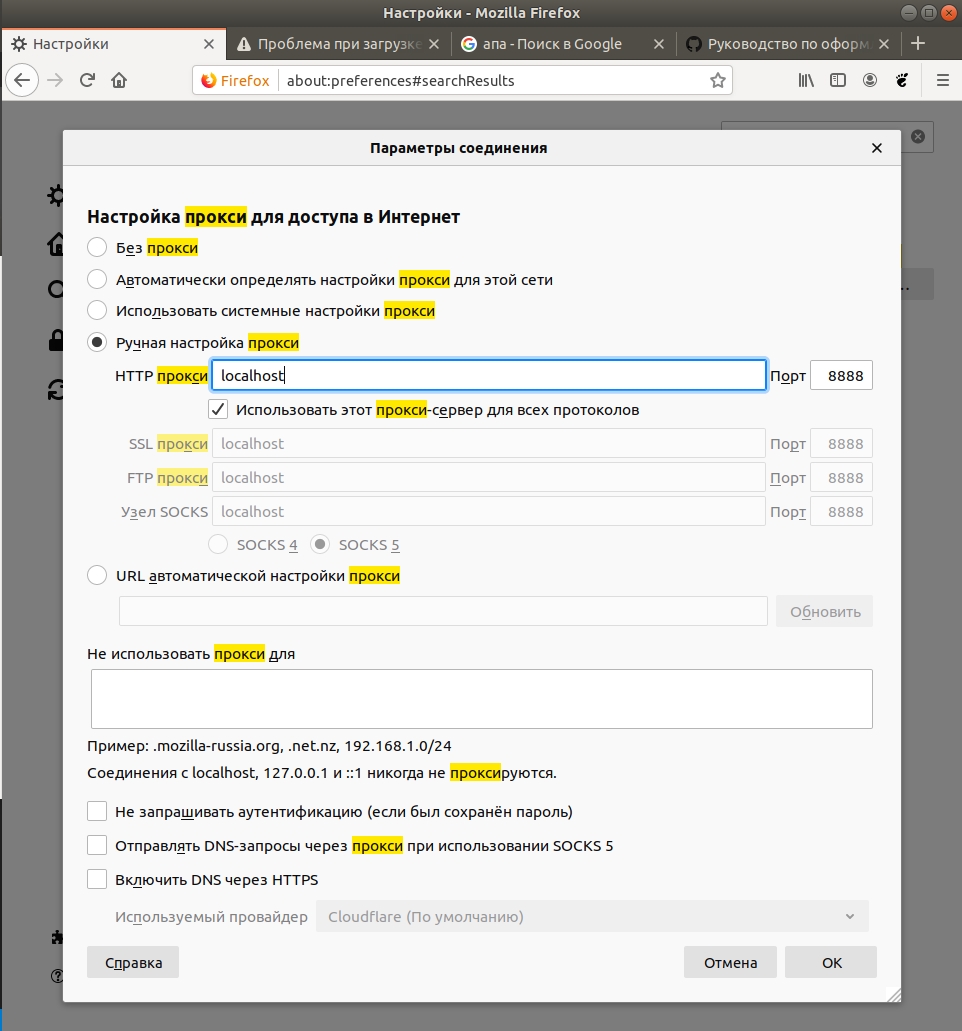 Настройки - Mozilla Firefox
Настройки
Проблема при загрузке
апа - Поиск в Google
Руководство по оформ
Firefox about:preferences#searchResults
Параметры соединения
Настройка прокси для доступа в Интернет
Без прокси
Автоматически определять настройки прокси для этой сети
Использовать системные настройки прокси
Ручная настройка прокси
HTTP прокси localhost Порт 8888
Использовать этот прокси-сервер для всех протоколов
SSL прокси localhost Порт 8888
FTP прокси localhost Порт 8888
Узел SOCKS localhost Порт 8888
SOCKS 4 SOCKS 5
URL автоматической настройки прокси
Обновить
Не использовать прокси для
Пример: .mozilla-russia.org, .net.nz, 192.168.1.0/24
Соединения с localhost, 127.0.0.1 и ::1 никогда не проксируются.
Не запрашивать аутентификацию (если был сохранён пароль)
Отправлять DNS-запросы через прокси при использовании SOCKS 5
Включить DNS через HTTPS
Используемый провайдер Cloudflare (По умолчанию)
Справка Отмена OK